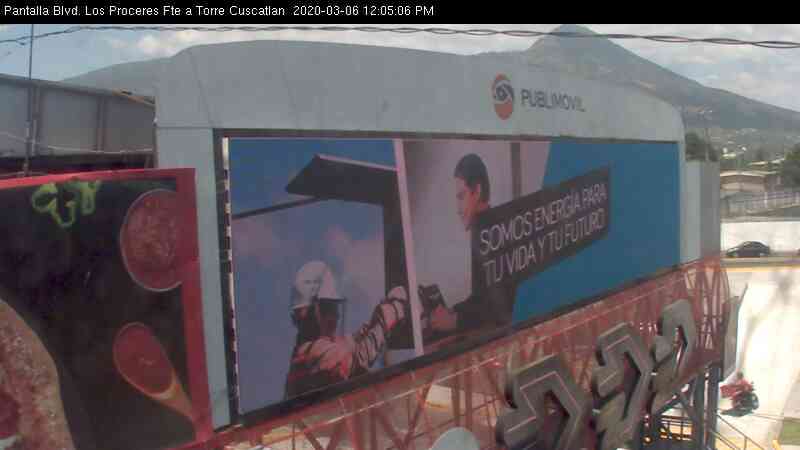 Pantalla Blvd. Los Proceres Fte a Torre Cuscatlan 2020-03-06 12:05:06 PM
PUBLIMOVIL
SOMOS ENERGÍA PARA
TU VIDA Y TU FUTURO